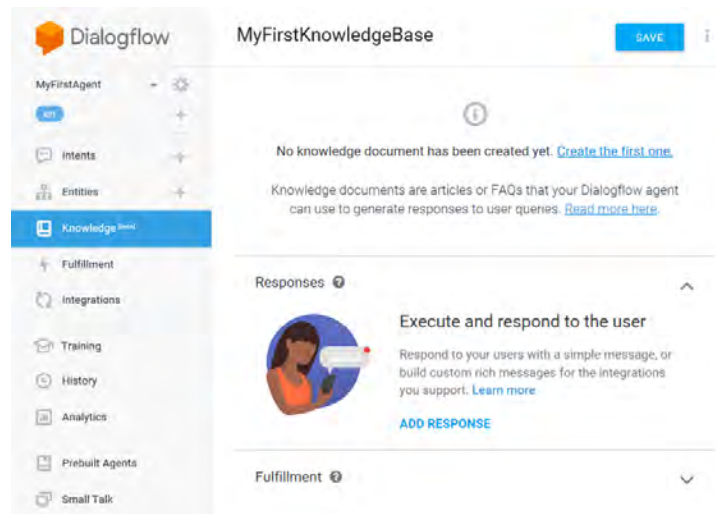 Dialogflow
MyFirstKnowledgeBase
SAVE
MyFirstAgent
en
Intents
Entities
Knowledge [beta]
Fulfillment
Integrations
Training
History
Analytics
Prebuilt Agents
Small Talk
No knowledge document has been created yet. Create the first one.
Knowledge documents are articles or FAQs that your Dialogflow agent
can use to generate responses to user queries. Read more here.
Responses
Execute and respond to the user
Respond to your users with a simple message, or
build custom rich messages for the integrations
you support. Learn more
ADD RESPONSE
Fulfillment